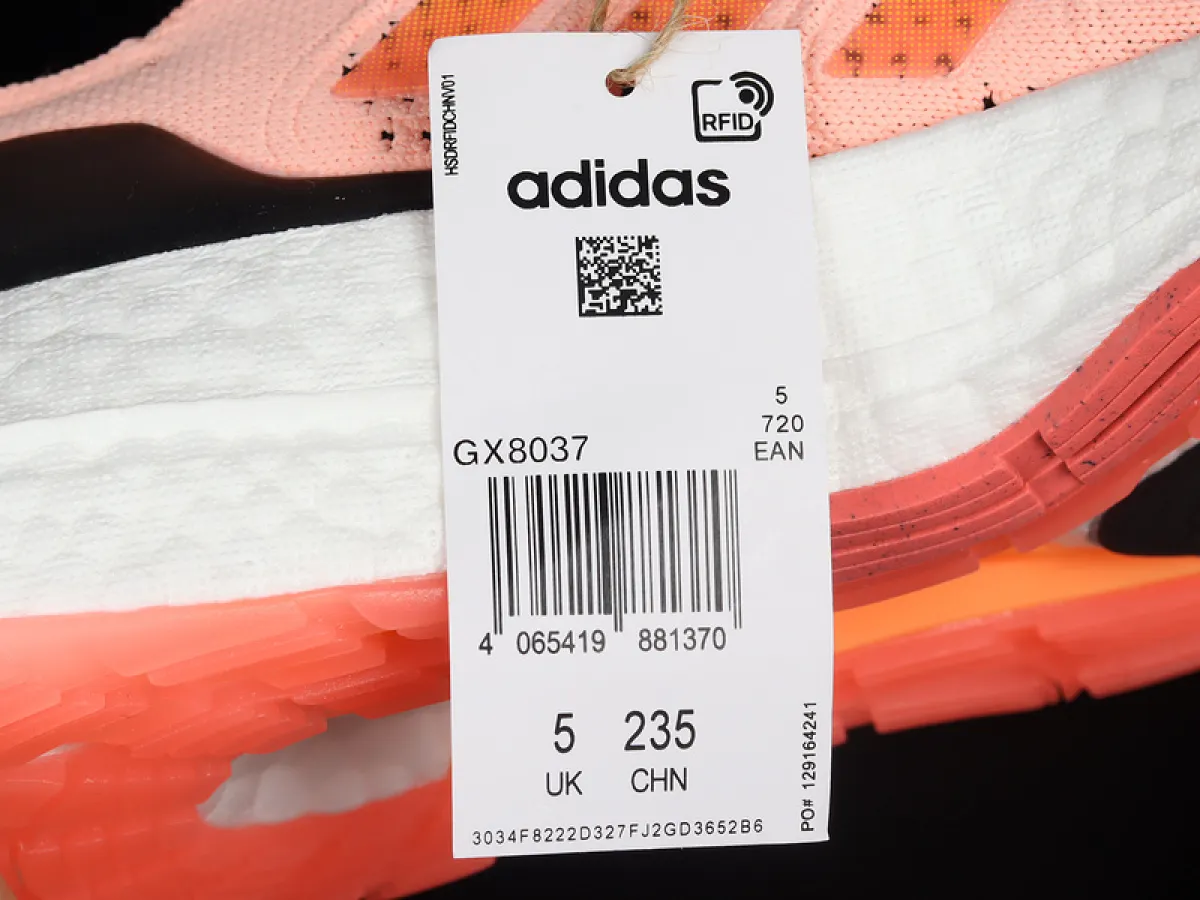 HSDRFIDCHNV01
RFID
adidas
5
720
EAN
GX8037
4 065419 881370
5 235
UK CHN
PO# 129164241
3034F8222D327FJ2GD3652B6